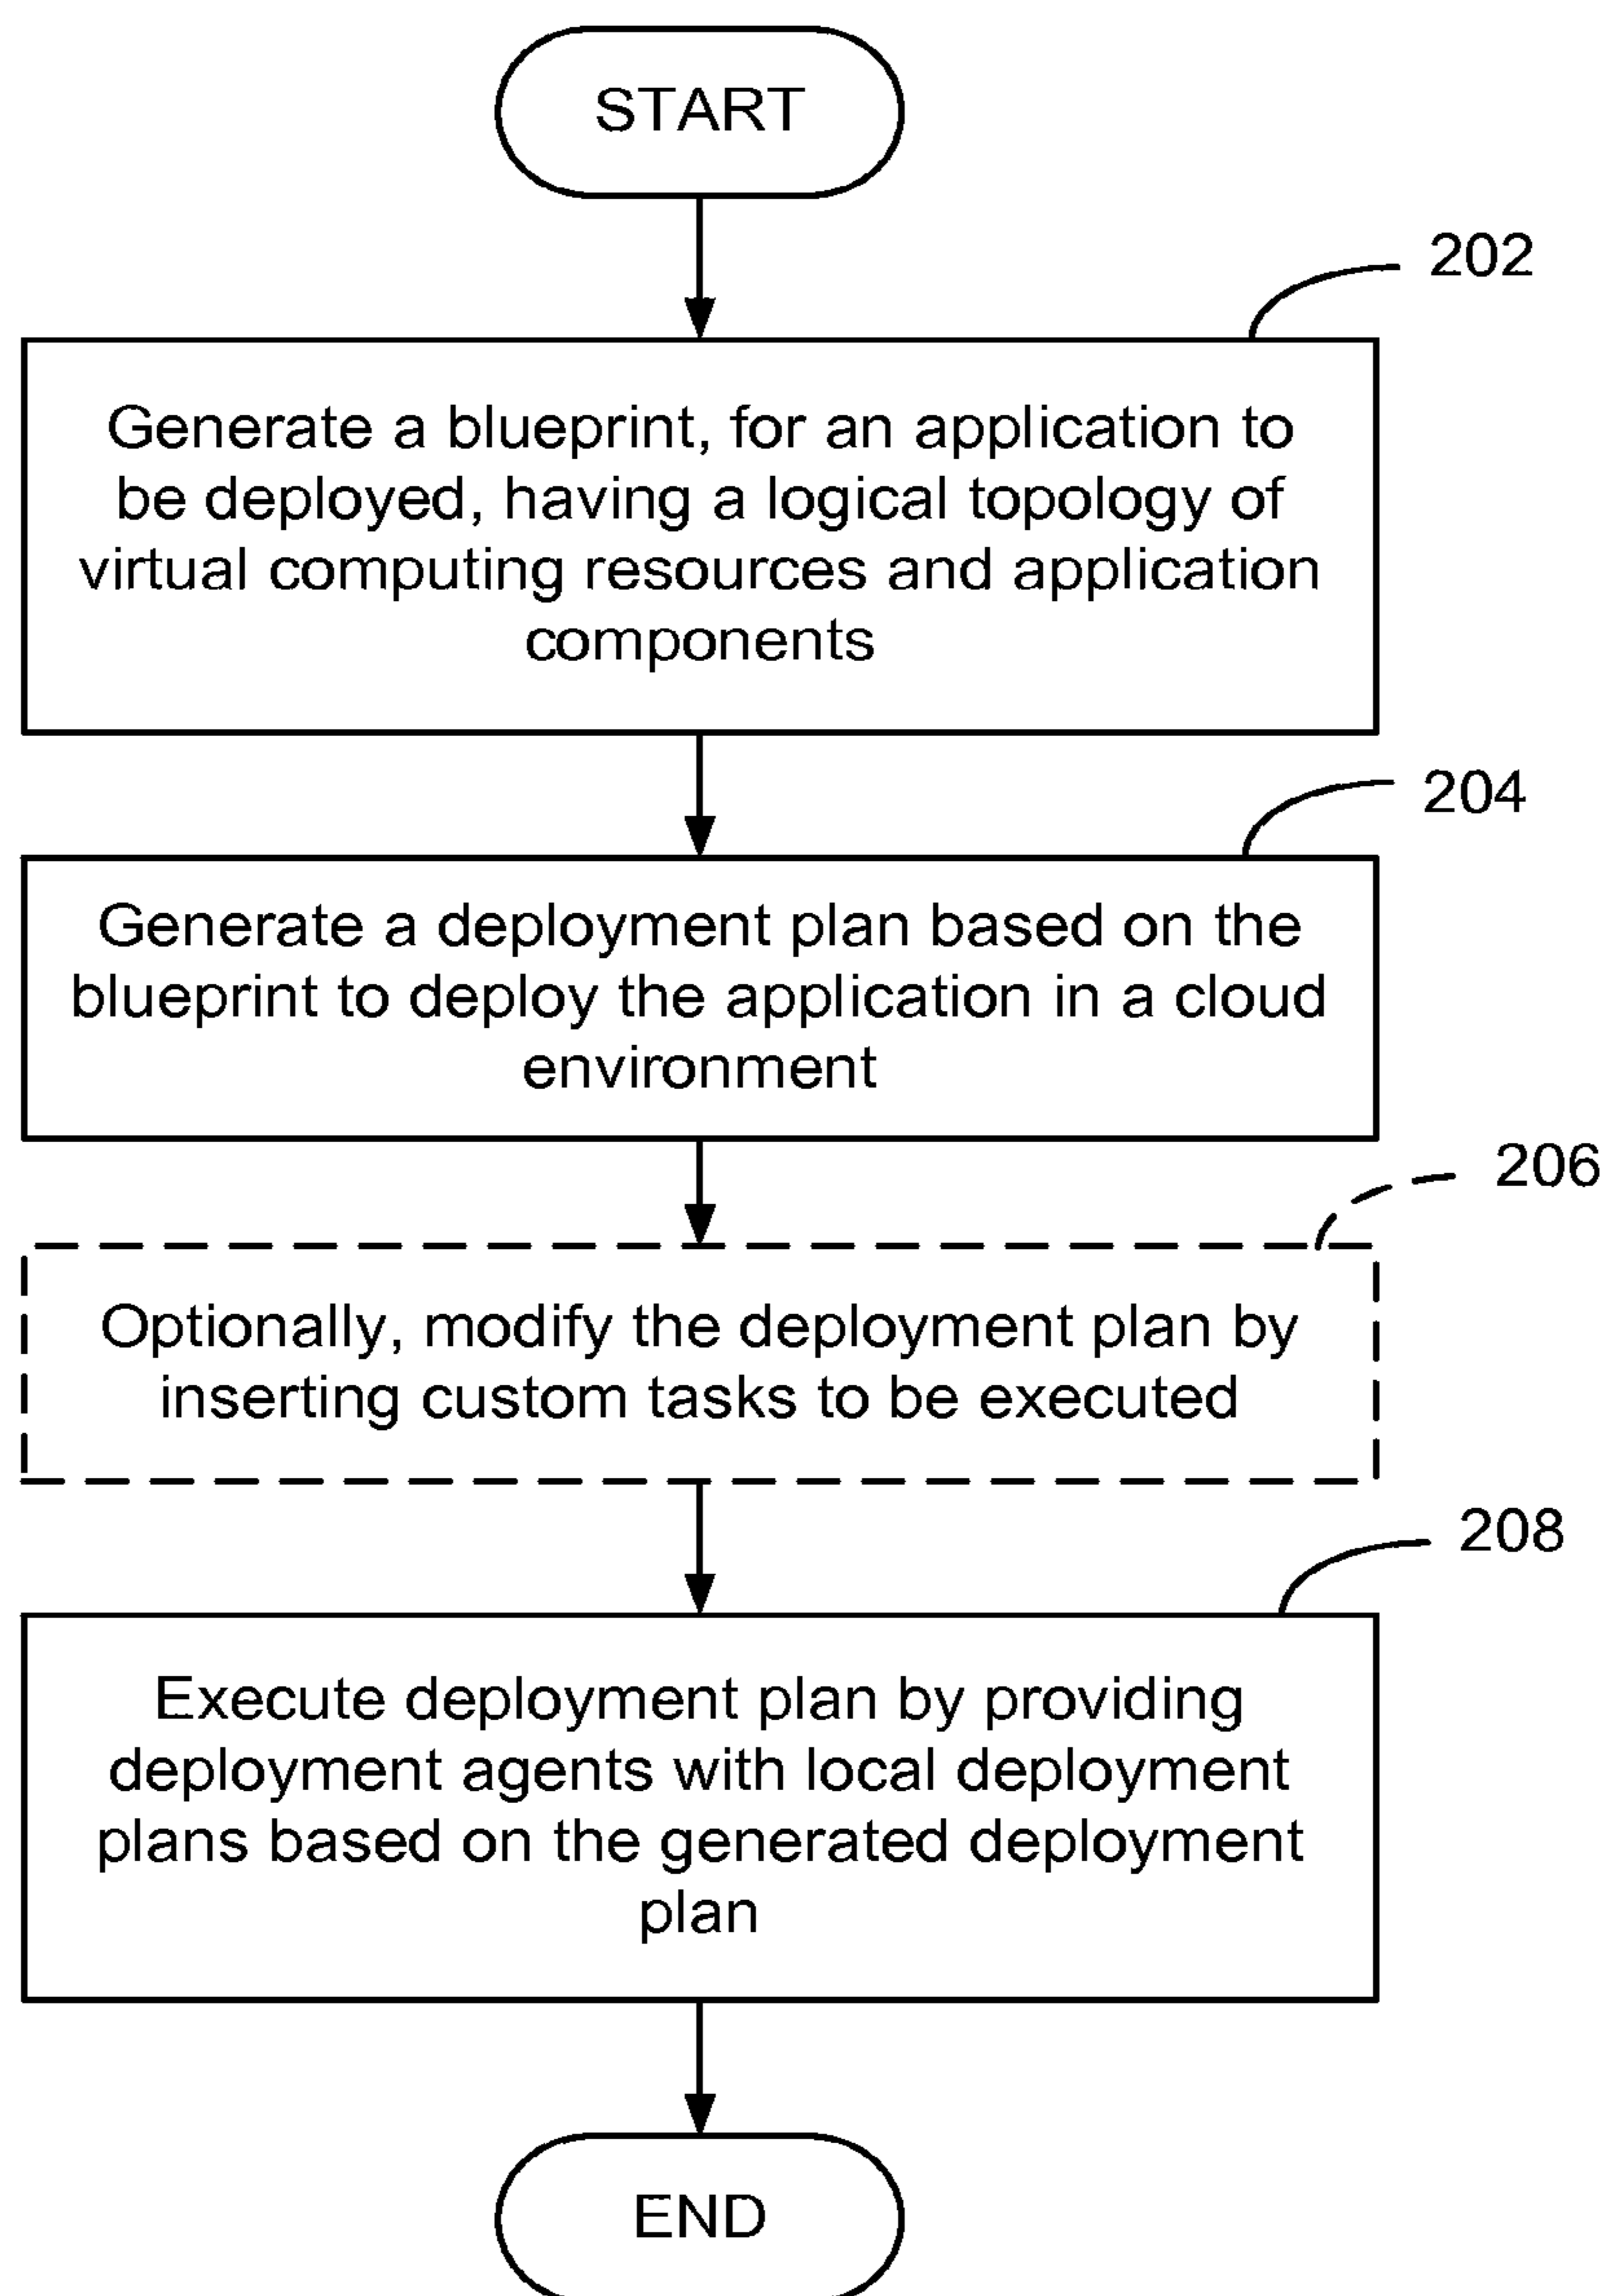 START
202
Generate a blueprint, for an application to
be deployed, having a logical topology of
virtual computing resources and application
components
204
Generate a deployment plan based on the
blueprint to deploy the application in a cloud
environment
206
Optionally, modify the deployment plan by
inserting custom tasks to be executed
208
Execute deployment plan by providing
deployment agents with local deployment
plans based on the generated deployment
plan
END